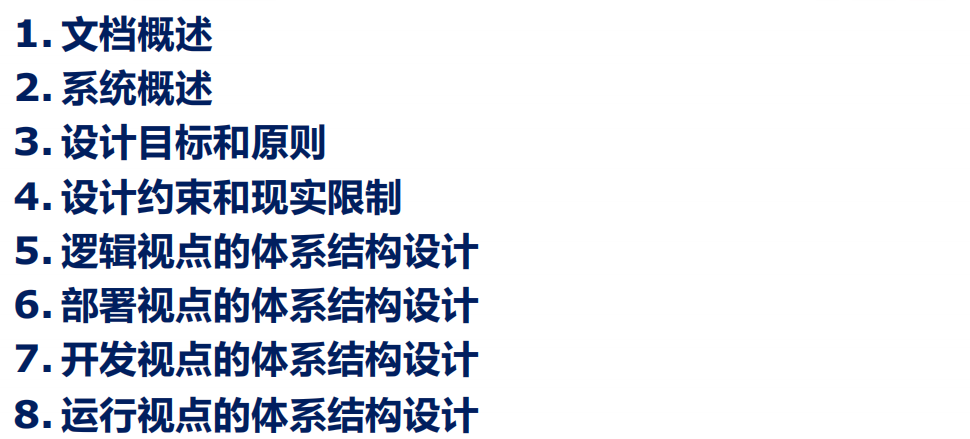 1. 文档概述
2. 系统概述
3. 设计目标和原则
4. 设计约束和现实限制
5. 逻辑视点的体系结构设计
6. 部署视点的体系结构设计
7. 开发视点的体系结构设计
8. 运行视点的体系结构设计